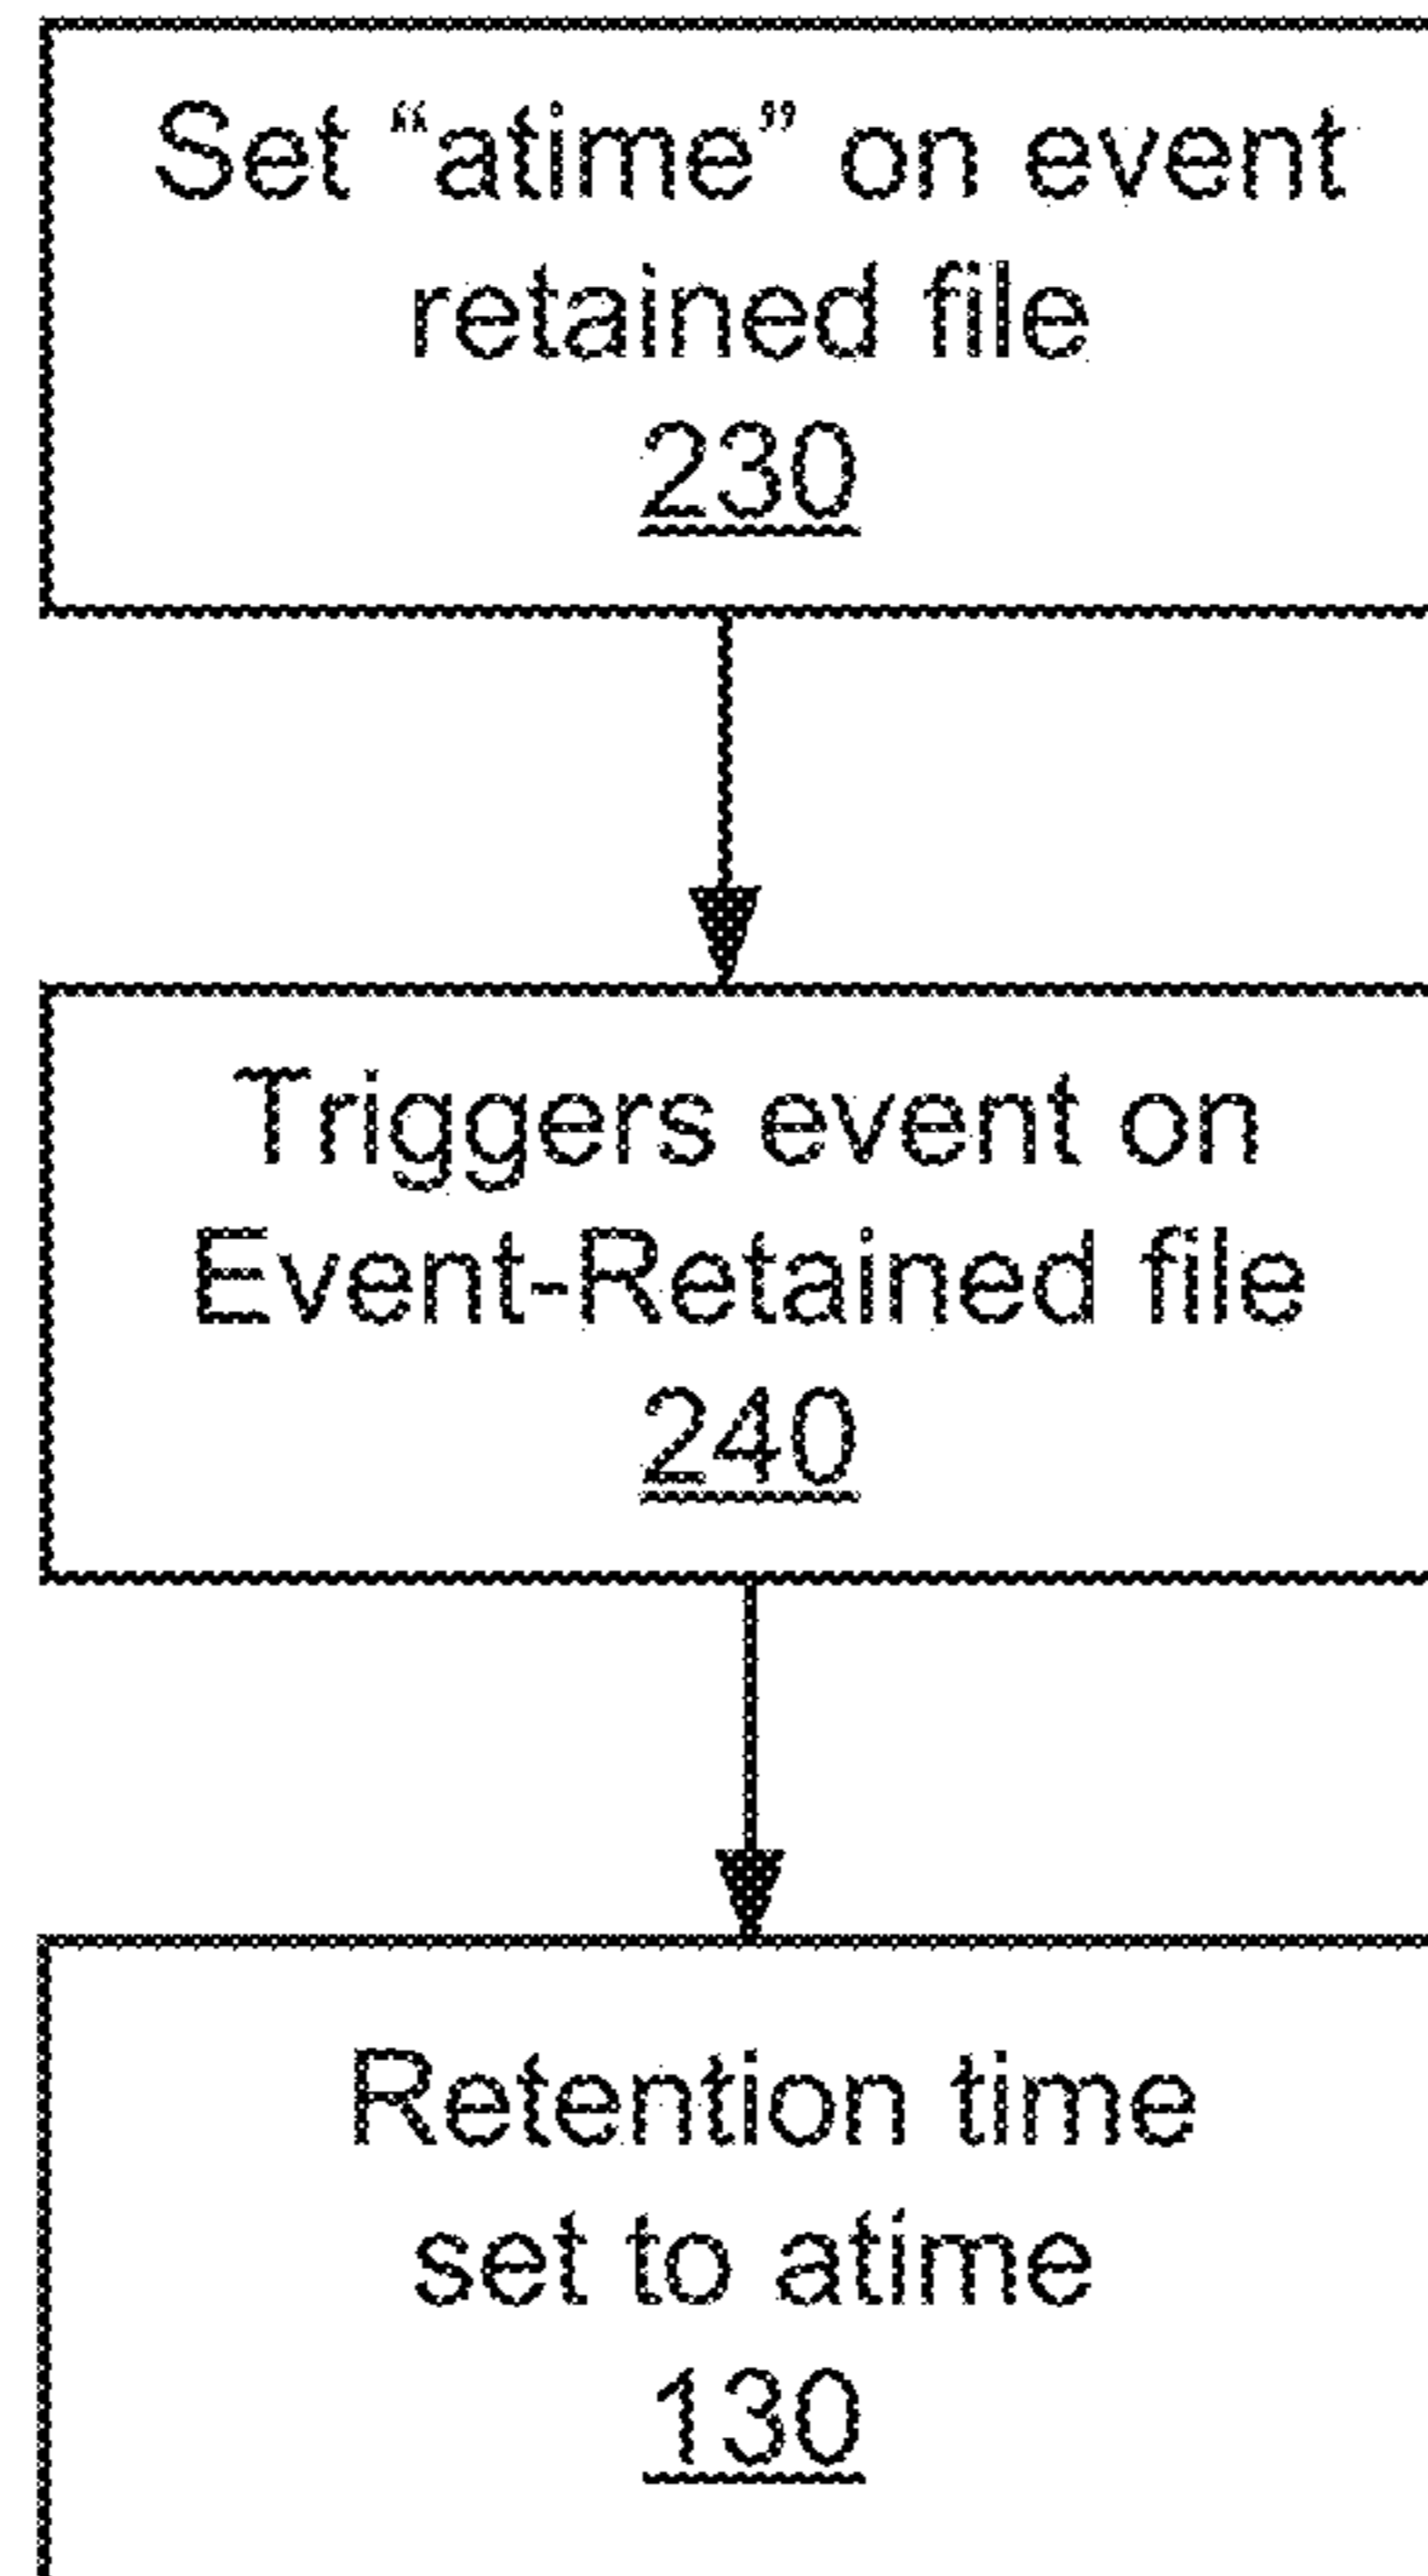 Set “atime” on event
retained file
230
Triggers event on
Event-Retained file
240
Retention time
set to atime
130